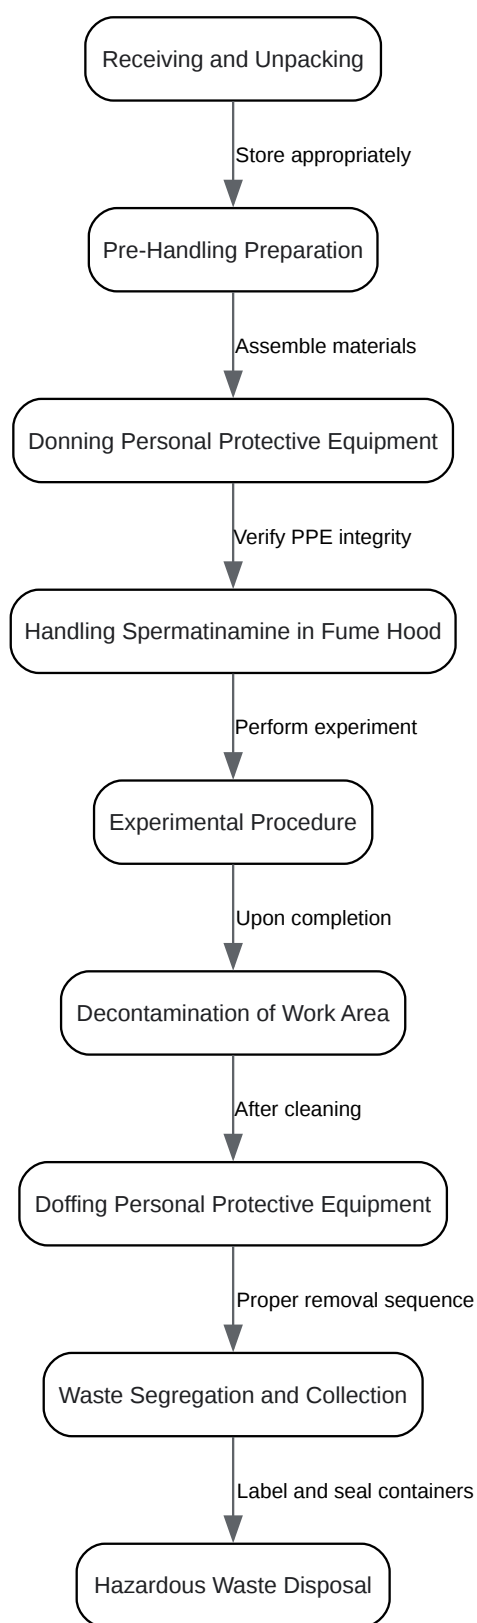 Receiving and Unpacking
Store appropriately
Pre-Handling Preparation
Assemble materials
Donning Personal Protective Equipment
Verify PPE integrity
Handling Spermatinamine in Fume Hood
Perform experiment
Experimental Procedure
Upon completion
Decontamination of Work Area
After cleaning
Doffing Personal Protective Equipment
Proper removal sequence
Waste Segregation and Collection
Label and seal containers
Hazardous Waste Disposal